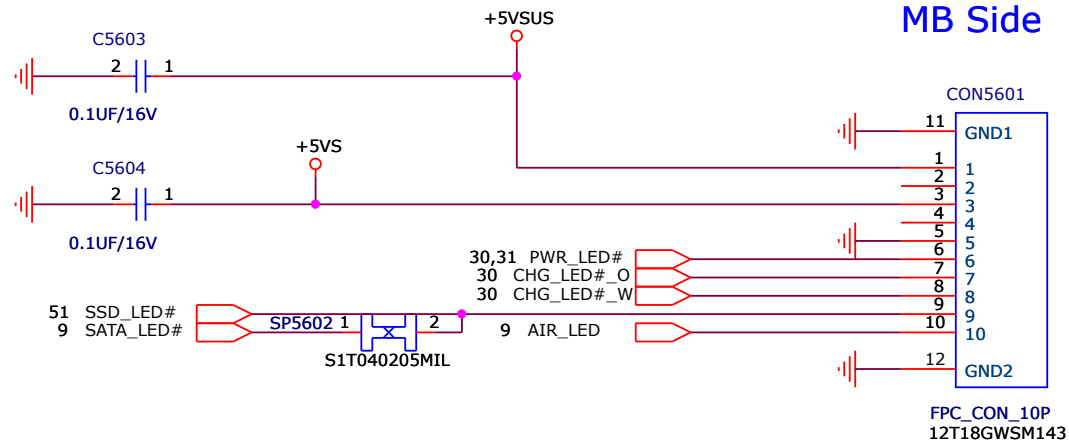 MB Side
+5VSUS
C5603
2 1
0.1UF/16V
CON5601
11 GND1
+5VS
1 1
C5604
2 2
2 1
3 3
4 4
0.1UF/16V
5 5
30,31 PWR_LED# 6 6
30 CHG_LED#_O 7 7
30 CHG_LED#_W 8 8
51 SSD_LED# 9 9
9 SATA_LED# SP5602 1 2 9 AIR_LED 10 10
S1T040205MIL
12 GND2
FPC_CON_10P
12T18GWSM143